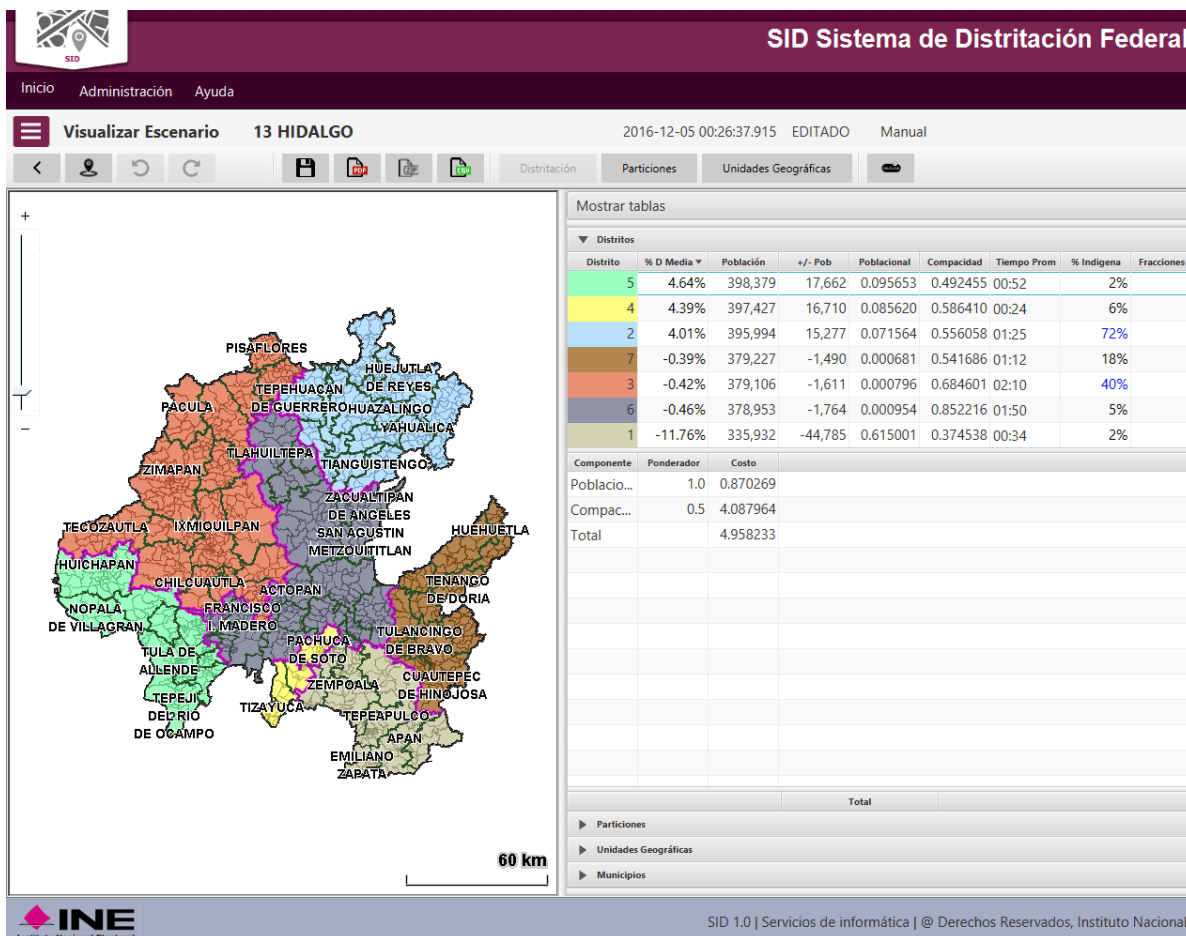 SID
SID Sistema de Distritación Federal
Inicio Administración Ayuda
Visualizar Escenario 13 HIDALGO 2016-12-05 00:26:37.915 EDITADO Manual
PDF CSV Distritación Particiones Unidades Geográficas
Mostrar tablas
Distritos
Distrito % D Media ▼ Población +/- Pob Poblacional Compacidad Tiempo Prom % Indigena Fracciones
5 4.64% 398,379 17,662 0.095653 0.492455 00:52 2%
4 4.39% 397,427 16,710 0.085620 0.586410 00:24 6%
2 4.01% 395,994 15,277 0.071564 0.556058 01:25 72%
7 -0.39% 379,227 -1,490 0.000681 0.541686 01:12 18%
3 -0.42% 379,106 -1,611 0.000796 0.684601 02:10 40%
6 -0.46% 378,953 -1,764 0.000954 0.852216 01:50 5%
1 -11.76% 335,932 -44,785 0.615001 0.374538 00:34 2%
Componente Ponderador Costo
Poblacio... 1.0 0.870269
Compac... 0.5 4.087964
Total 4.958233
Total
Particiones
Unidades Geográficas
Municipios
+
−
PISAFLORES
HUEJUTLA
DE REYES
TEPEHUACAN
DE GUERRERO
HUAZALINGO
PACULA
YAHUALICA
TLAHUILTEPA
TIANGUISTENGO
ZIMAPAN
ZACUALTIPAN
DE ANGELES
TECOZAUTLA
IXMIQUILPAN
SAN AGUSTIN
METZQUITITLAN
HUEHUETLA
HUICHAPAN
CHILCUAUTLA
ACTOPAN
TENANGO
DE DORIA
NOPALA
DE VILLAGRAN
FRANCISCO
I. MADERO
PACHUCA
DE SOTO
TULANCINGO
DE BRAVO
TULA DE
ALLENDE
ZEMPOALA
CUAUTEPEC
DE HINOJOSA
TEPEJI
DEL RIO
DE OCAMPO
TIZAYUCA
TEPEAPULCO
APAN
EMILIANO
ZAPATA
60 km
INE
SID 1.0 | Servicios de informática | @ Derechos Reservados, Instituto Nacional